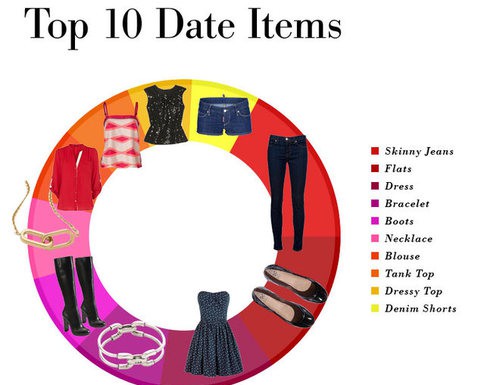 Top 10 Date Items
Skinny Jeans
Flats
Dress
Bracelet
Boots
Necklace
Blouse
Tank Top
Dressy Top
Denim Shorts